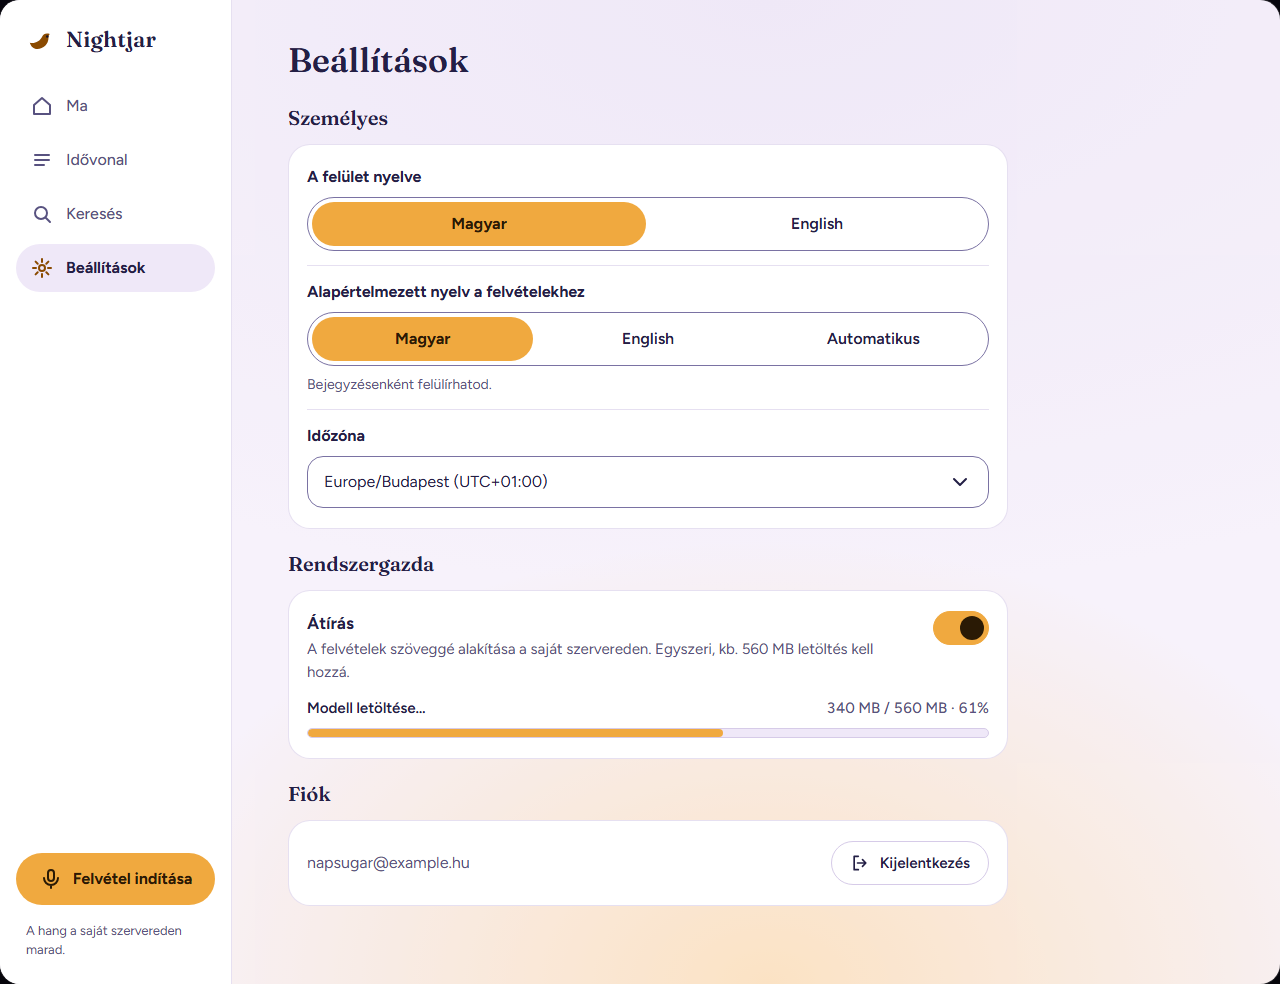 Nightjar
Ma
Idővonal
Keresés
Beállítások
Felvétel indítása
A hang a saját szervereden
marad.
Beállítások
Személyes
A felület nyelve
Magyar English
Alapértelmezett nyelv a felvételekhez
Magyar English Automatikus
Bejegyzésenként felülírhatod.
Időzóna
Europe/Budapest (UTC+01:00)
Rendszergazda
Átírás
A felvételek szöveggé alakítása a saját szervereden. Egyszeri, kb. 560 MB letöltés kell
hozzá.
Modell letöltése… 340 MB / 560 MB · 61%
Fiók
napsugar@example.hu Kijelentkezés